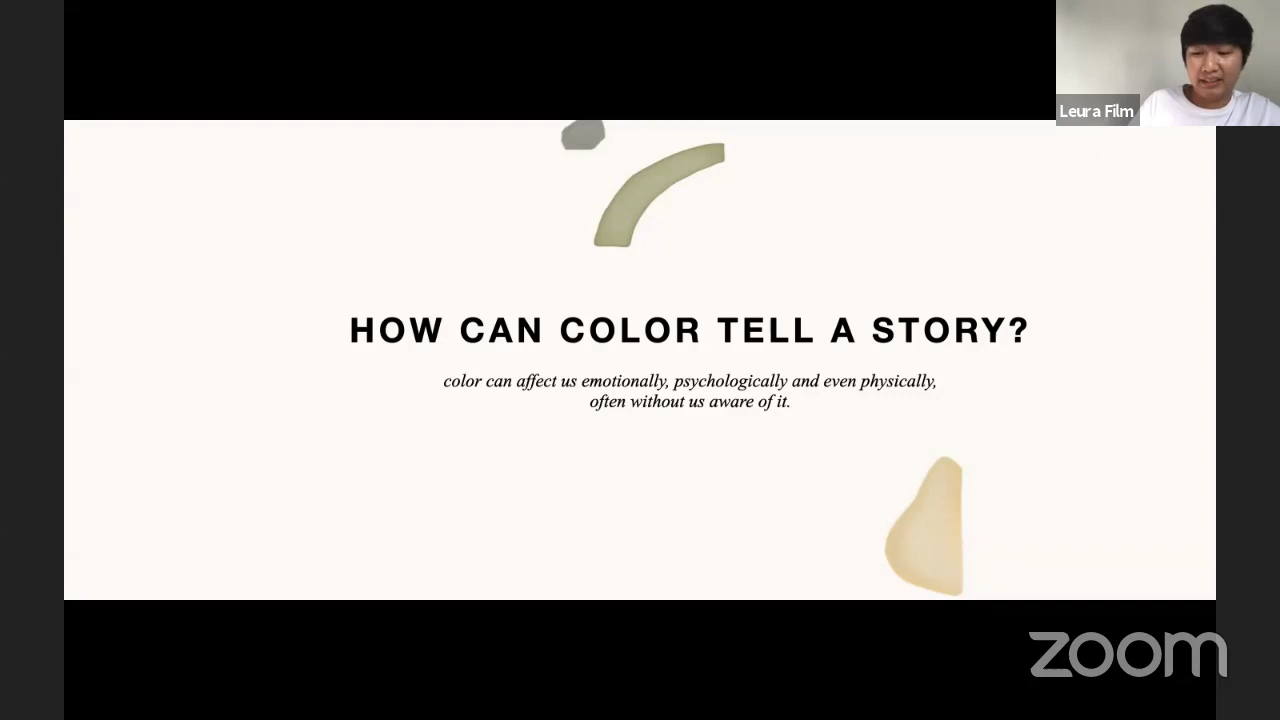 Leura Film
HOW CAN COLOR TELL A STORY?
color can affect us emotionally, psychologically and even physically,
often without us aware of it.
zoom